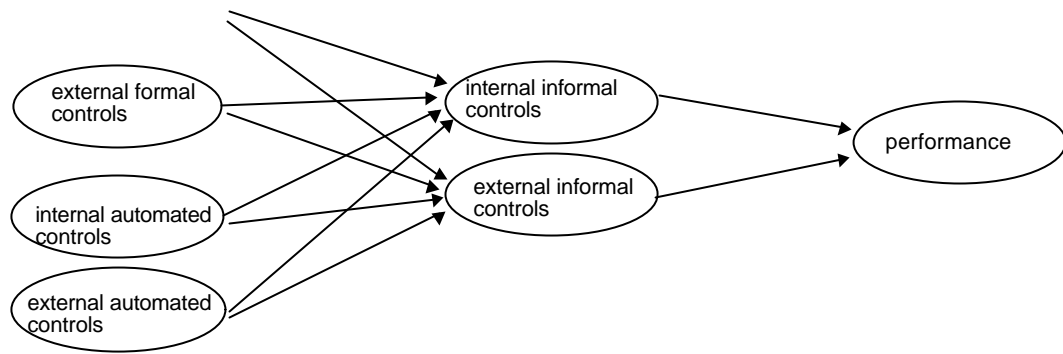 external formal
controls
internal automated
controls
external automated
controls
internal informal
controls
external informal
controls
performance